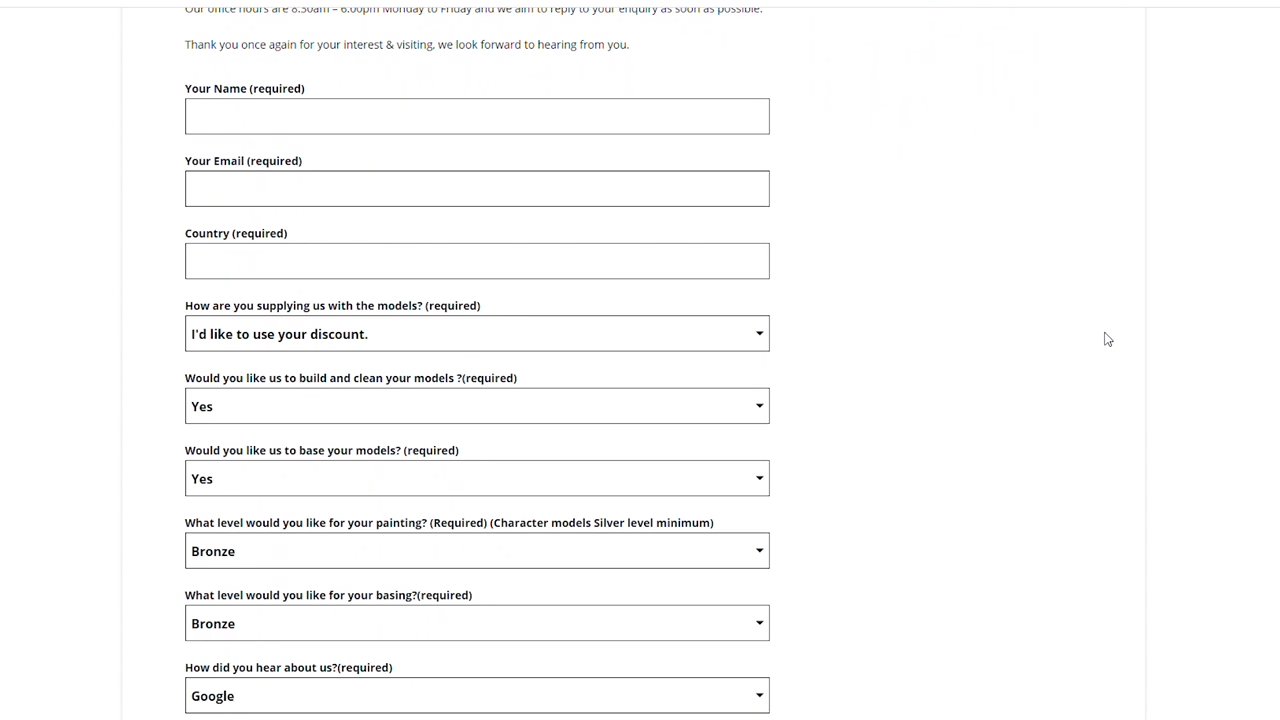 Our office hours are 8.30am – 6.00pm Monday to Friday and we aim to reply to your enquiry as soon as possible.
Thank you once again for your interest & visiting, we look forward to hearing from you.
Your Name (required)
Your Email (required)
Country (required)
How are you supplying us with the models? (required)
I'd like to use your discount.
Would you like us to build and clean your models ?(required)
Yes
Would you like us to base your models? (required)
Yes
What level would you like for your painting? (Required) (Character models Silver level minimum)
Bronze
What level would you like for your basing?(required)
Bronze
How did you hear about us?(required)
Google